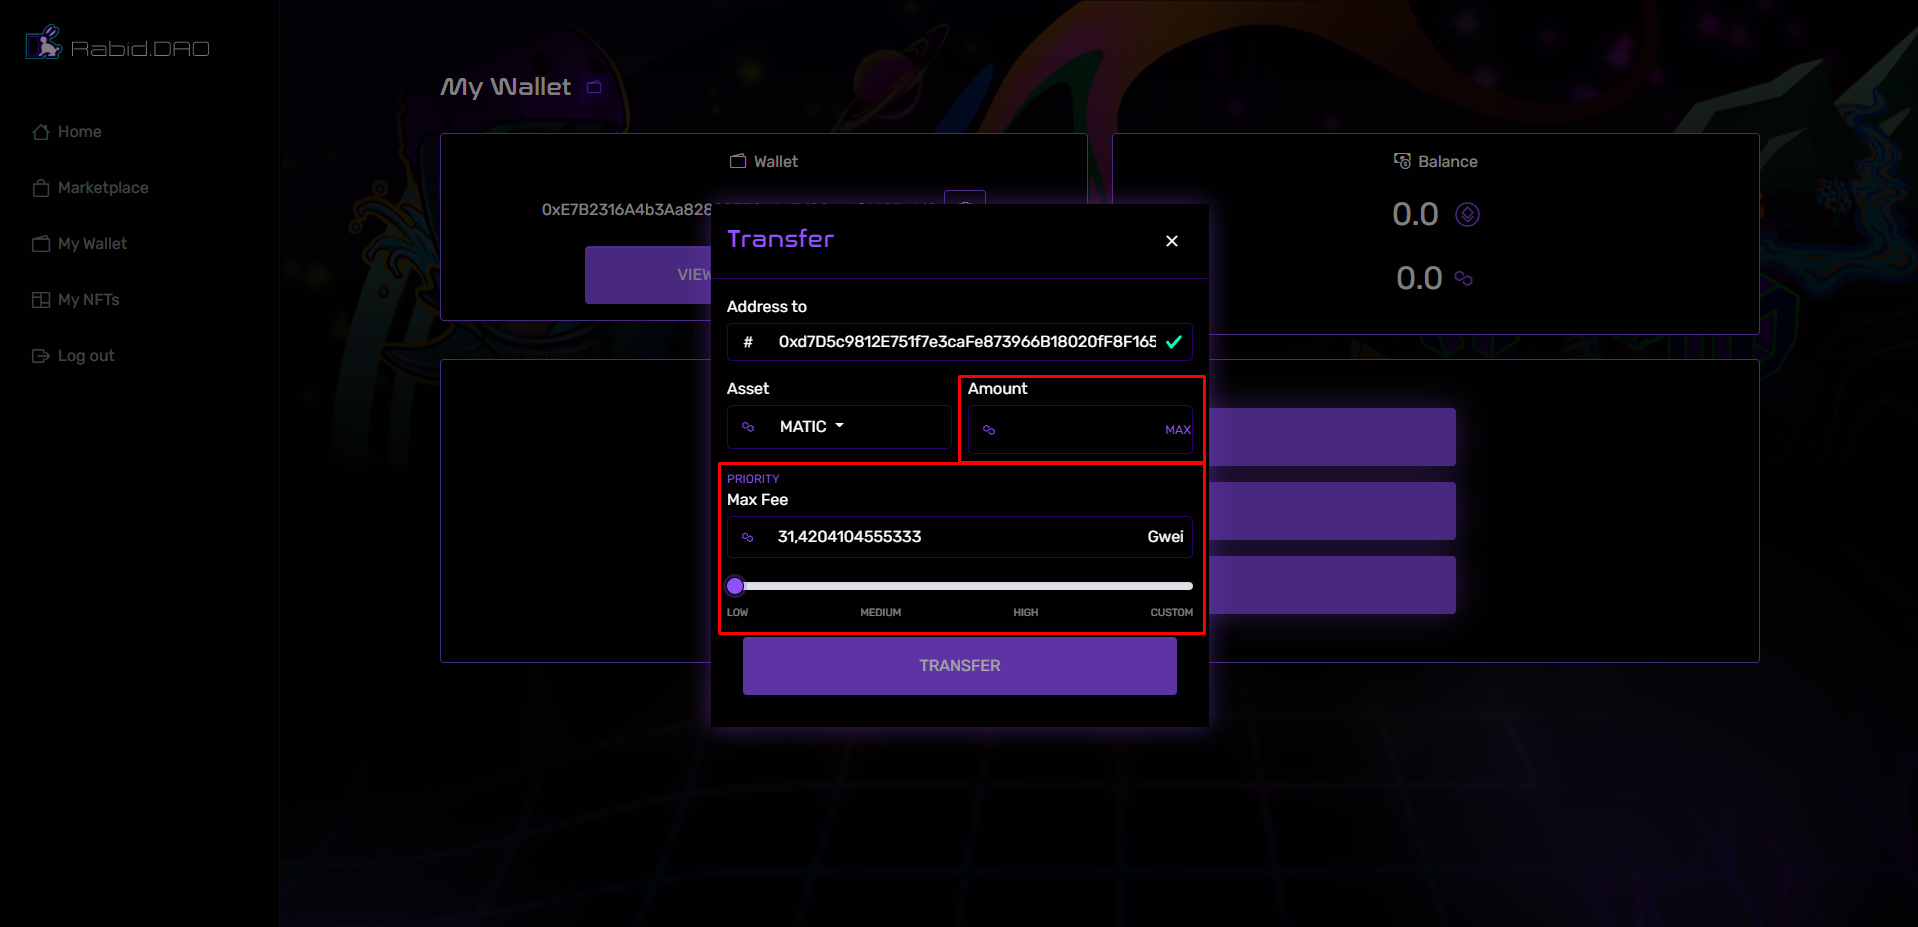 Rabid.DAO
Home
Marketplace
My Wallet
My NFTs
Log out
My Wallet
Wallet
0xE7B2316A4b3Aa828
VIEW
Balance
0.0
0.0
Transfer
Address to
# 0xd7D5c9812E751f7e3caFe873966B18020fF8F165
Asset
MATIC
Amount
MAX
PRIORITY
Max Fee
31,4204104555333 Gwei
LOW MEDIUM HIGH CUSTOM
TRANSFER